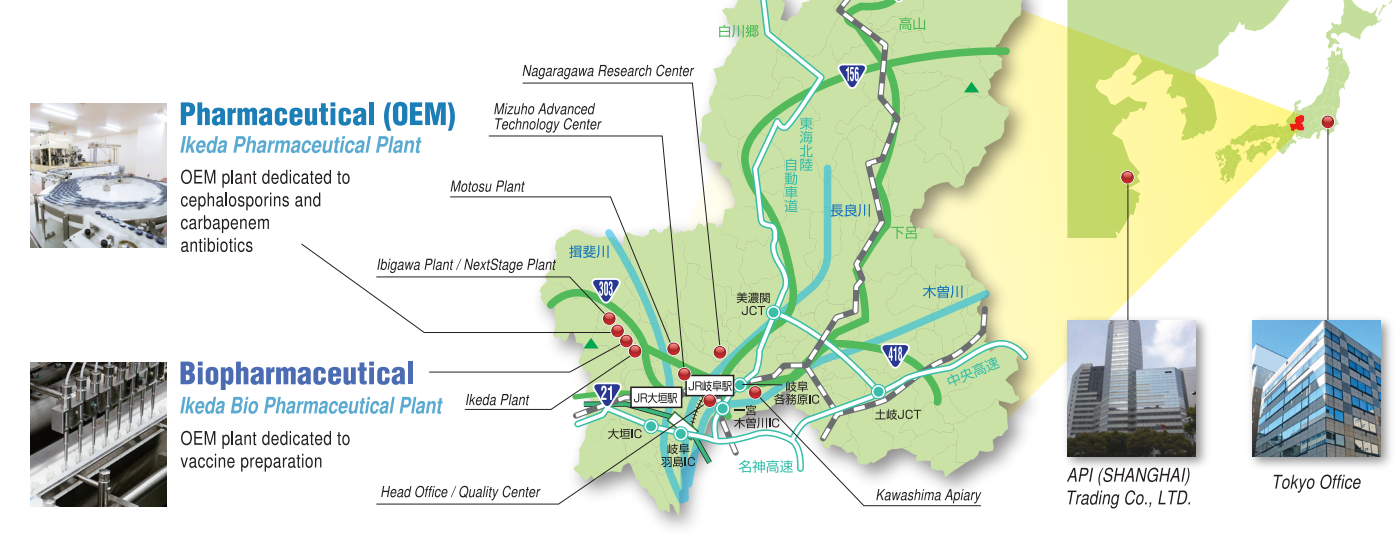 Pharmaceutical (OEM)
Ikeda Pharmaceutical Plant
OEM plant dedicated to
cephalosporins and
carbapenem
antibiotics
Biopharmaceutical
Ikeda Bio Pharmaceutical Plant
OEM plant dedicated to
vaccine preparation
Nagaragawa Research Center
Mizuho Advanced
Technology Center
Motosu Plant
Ibigawa Plant / NextStage Plant
Ikeda Plant
Head Office / Quality Center
Kawashima Apiary
白川郷
高山
156
東海北陸
自動車道
長良川
下呂
揖斐川
303
美濃関
JCT
木曽川
418
中央高速
21
JR大垣駅
JR岐阜駅
岐阜
各務原IC
一宮
木曽川IC
土岐JCT
大垣IC
岐阜
羽島IC
名神高速
API (SHANGHAI)
Trading Co., LTD.
Tokyo Office